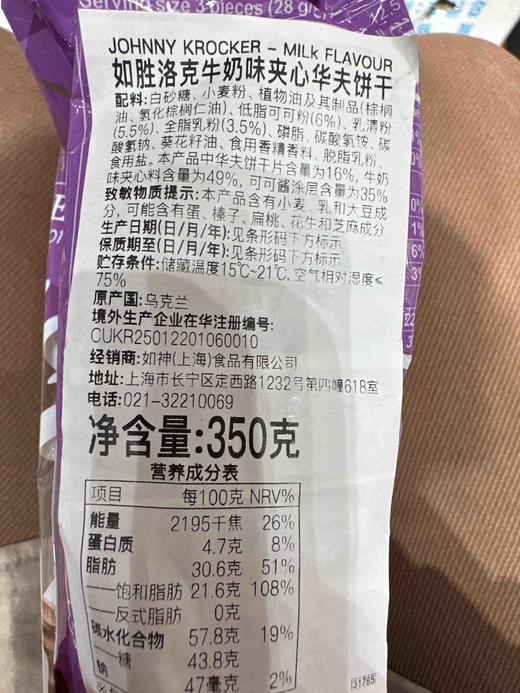 Serving size 3 pieces (28 g/
JOHNNY KROCKER - MILK FLAVOUR
如胜洛克牛奶味夹心华夫饼干
配料:白砂糖、小麦粉、植物油及其制品(棕榈
油、氢化棕榈仁油)、低脂可可粉(6%)、乳清粉
(5.5%)、全脂乳粉(3.5%)、磷脂、碳酸氢铵、碳
酸氢钠、葵花籽油、食用香精香料、脱脂乳粉、
食用盐。本产品中华夫饼干片含量为16%,牛奶
味夹心料含量为49%,可可酱涂层含量为35%
致敏物质提示:本产品含有小麦、乳和大豆成
分,可能含有蛋、榛子、扁桃、花生和芝麻成分
生产日期(日/月/年):见条形码下方标示
保质期至(日/月/年):见条形码下方标示
贮存条件:储藏温度15℃~21℃,空气相对湿度≤
75%
原产国:乌克兰
境外生产企业在华注册编号:
CUKR25012201060010
经销商:如神(上海)食品有限公司
地址:上海市长宁区定西路1232号第四幢618室
电话:021-32210069
净含量:350克
营养成分表
项目 每100克 NRV%
能量 2195千焦 26%
蛋白质 4.7克 8%
脂肪 30.6克 51%
——饱和脂肪 21.6克 108%
——反式脂肪 0克
碳水化合物 57.8克 19%
——糖 43.8克
钠 47毫克 2%
31765